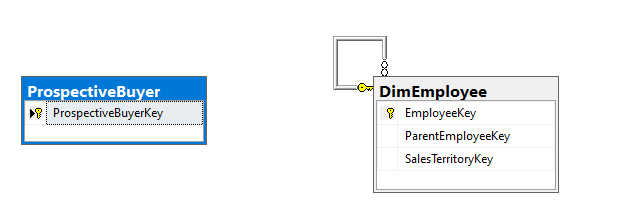 ProspectiveBuyer
ProspectiveBuyerKey
DimEmployee
EmployeeKey
ParentEmployeeKey
SalesTerritoryKey